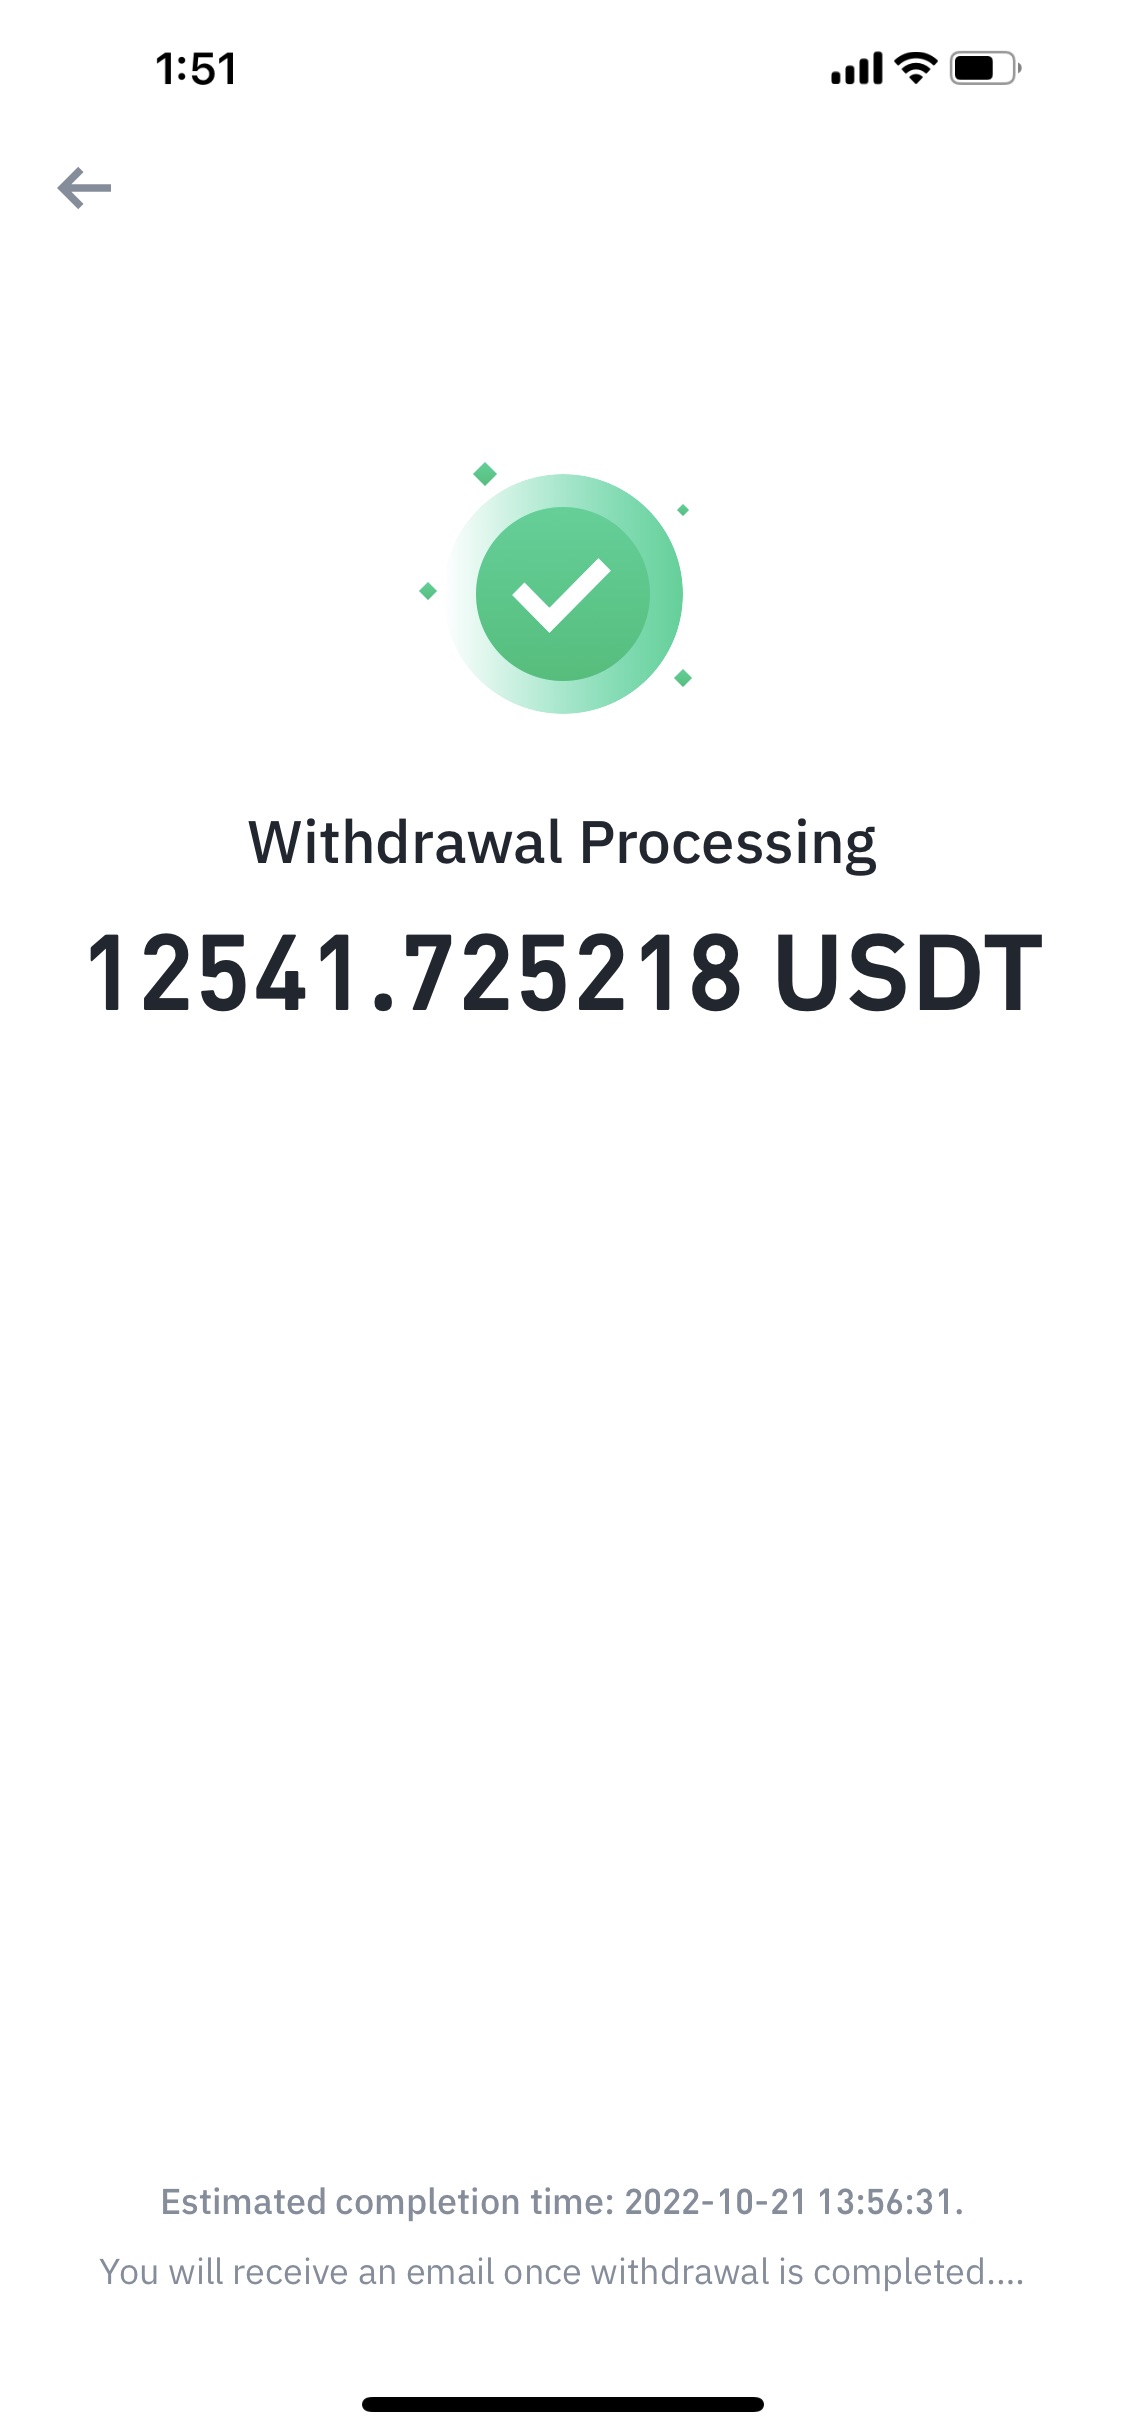 1:51
Withdrawal Processing
12541.725218 USDT
Estimated completion time: 2022-10-21 13:56:31.
You will receive an email once withdrawal is completed....